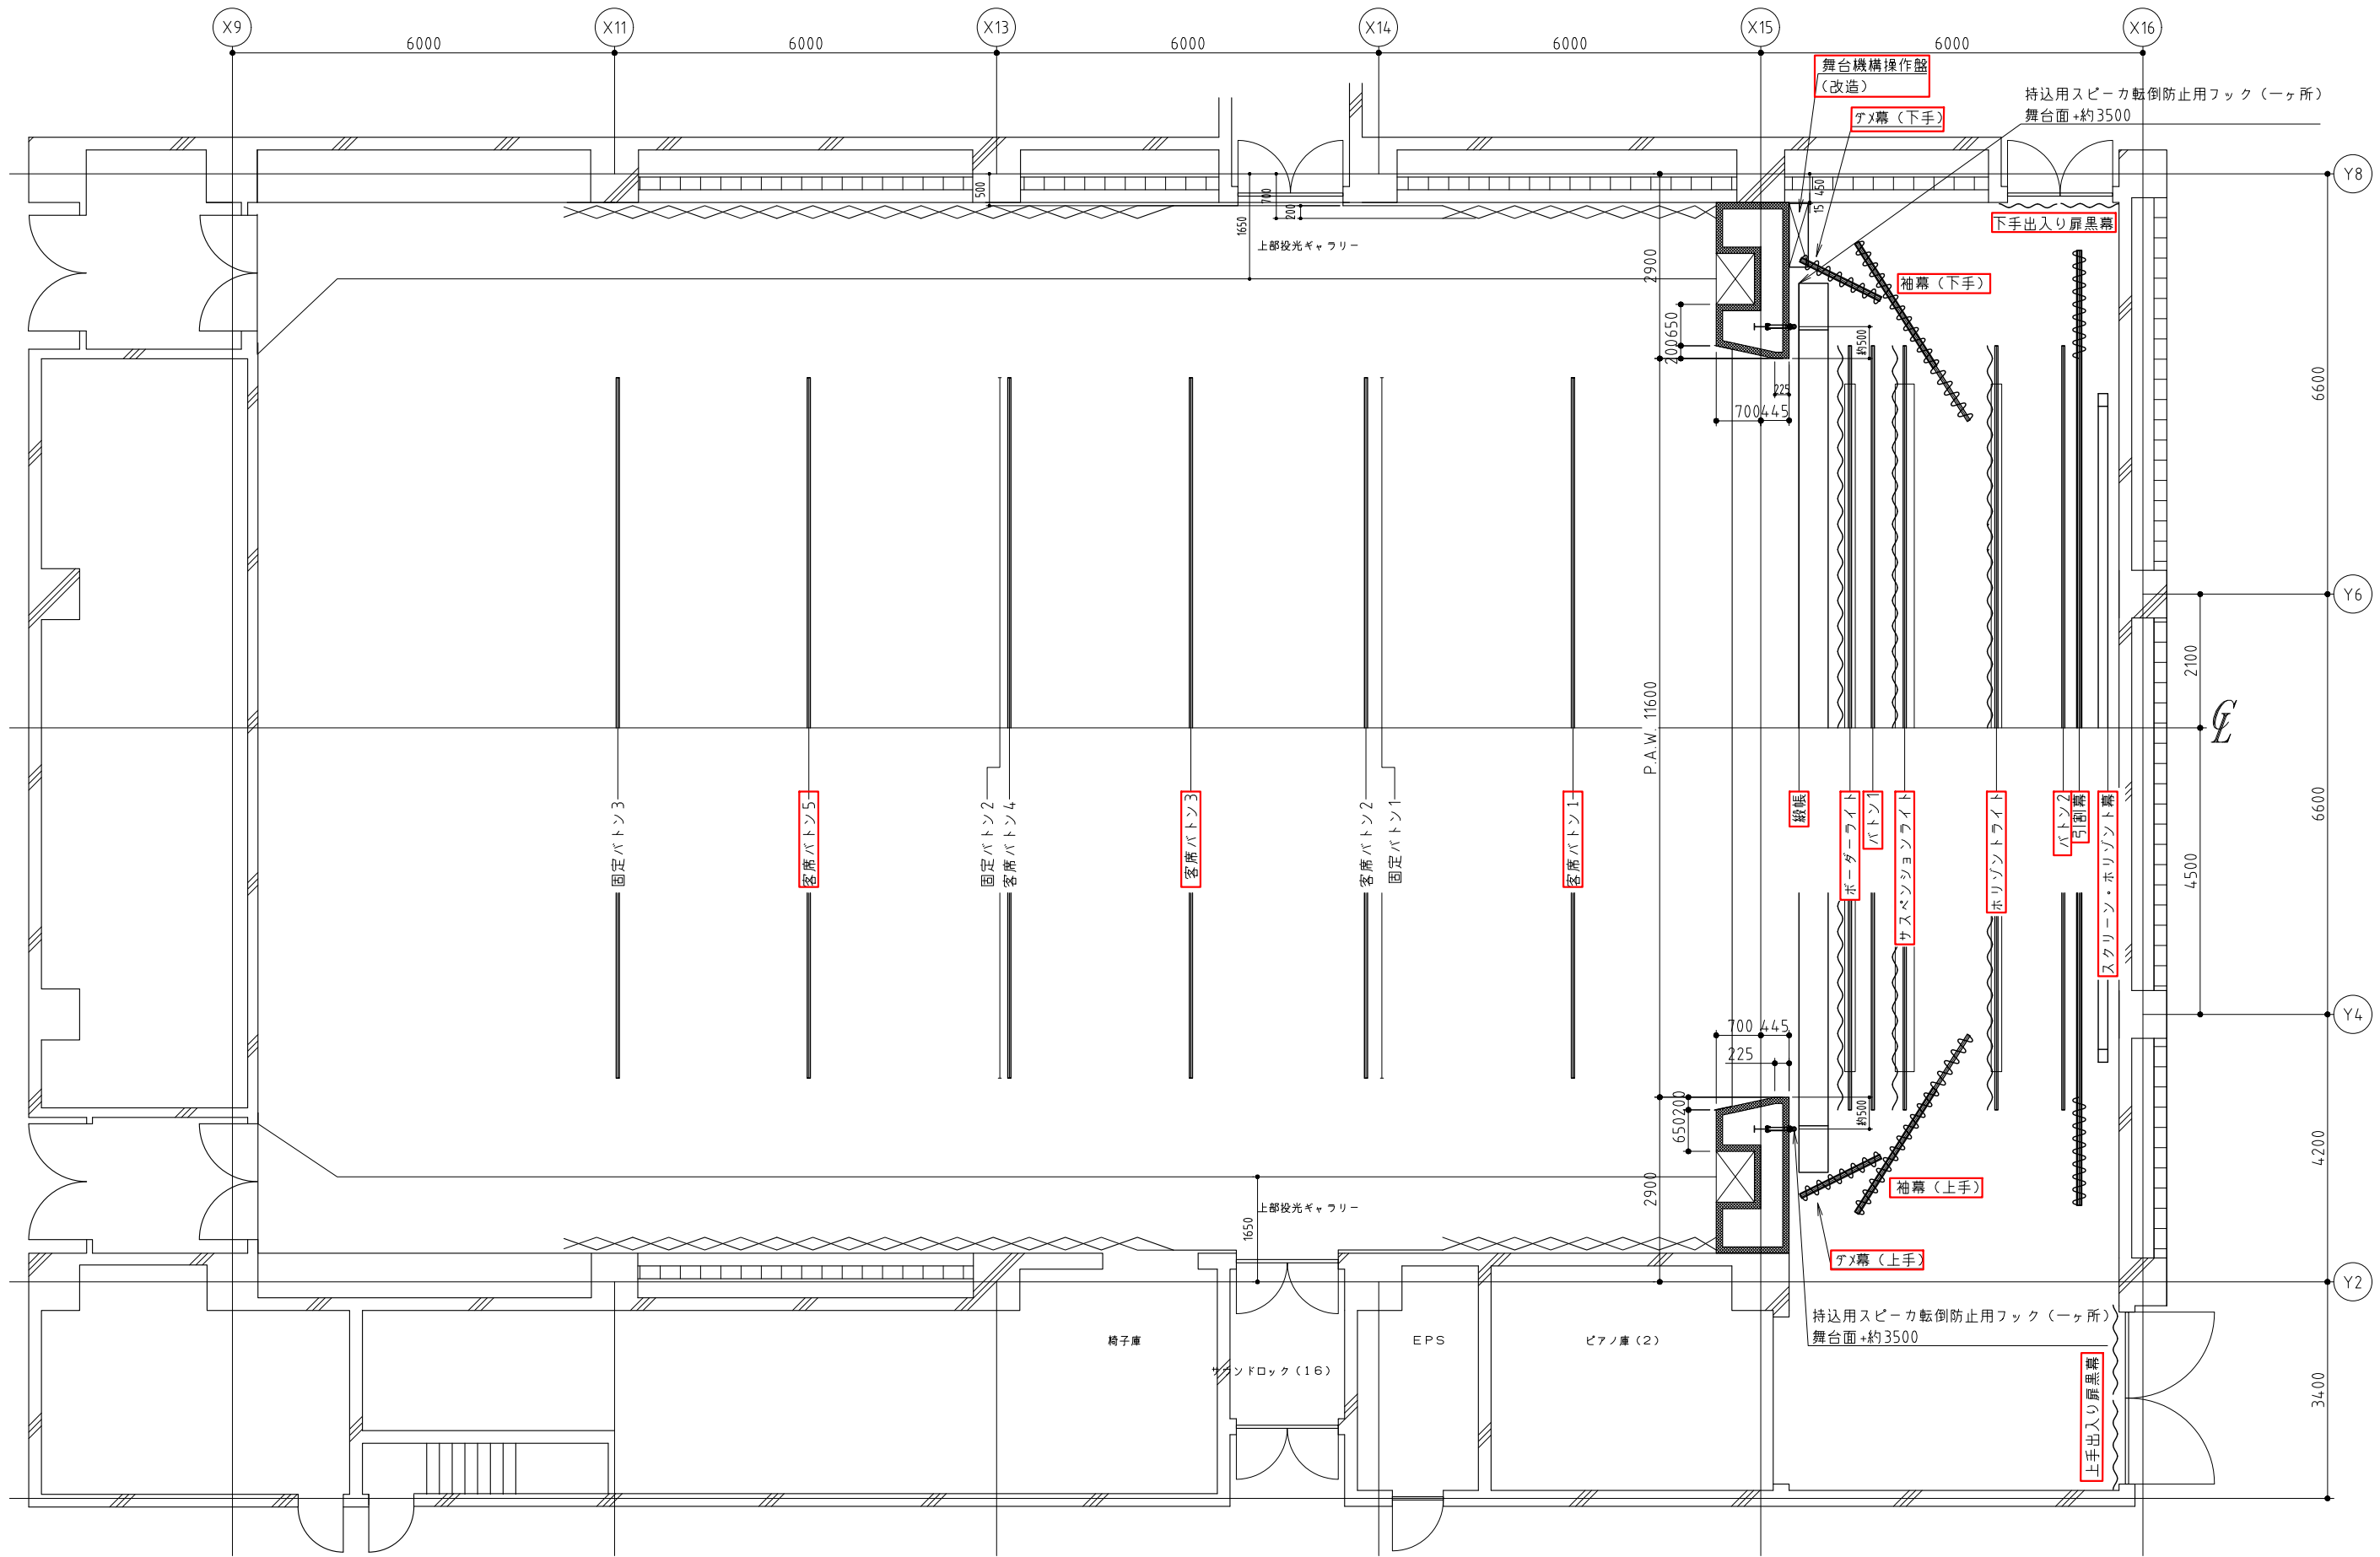 X9
X11
X13
X14
X15
X16
6000
6000
6000
6000
6000
舞台機構操作盤
(改造)
ダメ幕(下手)
持込用スピーカ転倒防止用フック(一ヶ所)
舞台面+約3500
Y8
500
1650
700
200
450
15
上部投光ギャラリー
下手出入り扉黒幕
袖幕(下手)
2900
650
200
約500
225
700
445
6600
Y6
2100
CL
P.A.W. 11600
固定バトン3
客席バトン5
固定バトン2
客席バトン4
客席バトン3
客席バトン2
固定バトン1
客席バトン1
緞帳
ボーダーライト
バトン1
サスペンションライト
ホリゾントライト
バトン2
引割幕
スクリーン・ホリゾント幕
6600
4500
Y4
700
445
225
200
650
約500
2900
4200
上部投光ギャラリー
1650
袖幕(上手)
ダメ幕(上手)
Y2
持込用スピーカ転倒防止用フック(一ヶ所)
舞台面+約3500
椅子庫
サウンドロック(16)
EPS
ピアノ庫(2)
上手出入り扉黒幕
3400